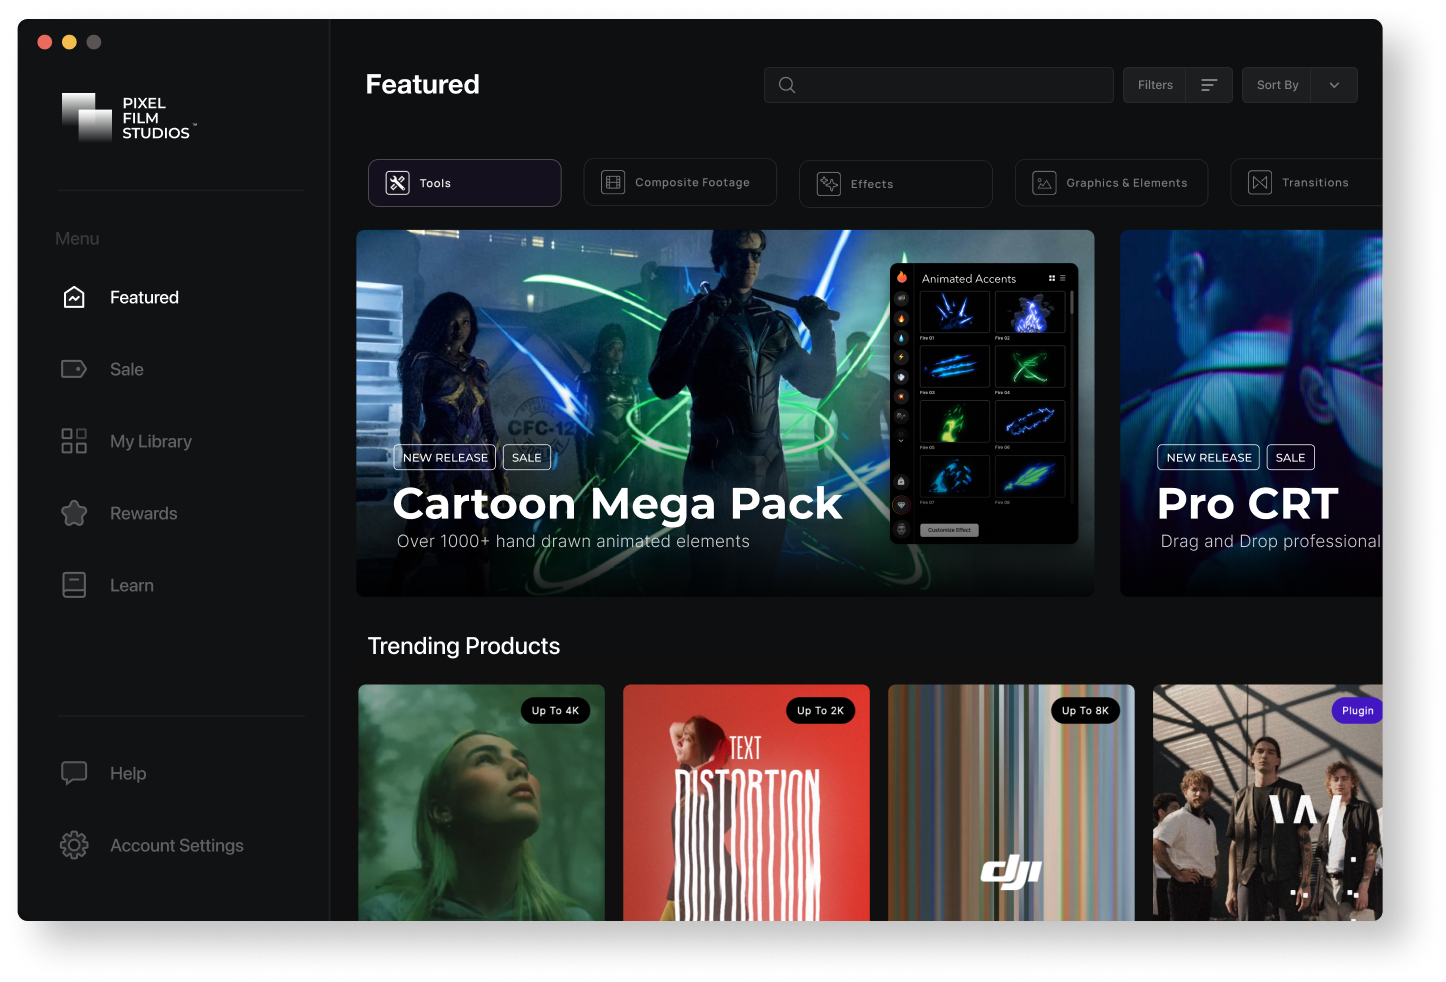 PIXEL
FILM
STUDIOS™
Menu
Featured
Sale
My Library
Rewards
Learn
Help
Account Settings
Featured
Filters
Sort By
Tools
Composite Footage
Effects
Graphics & Elements
Transitions
CFC-12
NEW RELEASE
SALE
Cartoon Mega Pack
Over 1000+ hand drawn animated elements
Animated Accents
Fire 01
Fire 02
Fire 03
Fire 04
Fire 05
Fire 06
Fire 07
Fire 08
Customize Effect
NEW RELEASE
SALE
Pro CRT
Drag and Drop professional
Trending Products
Up To 4K
Up To 2K
TEXT
DISTORTION
Up To 8K
dji
Plugin